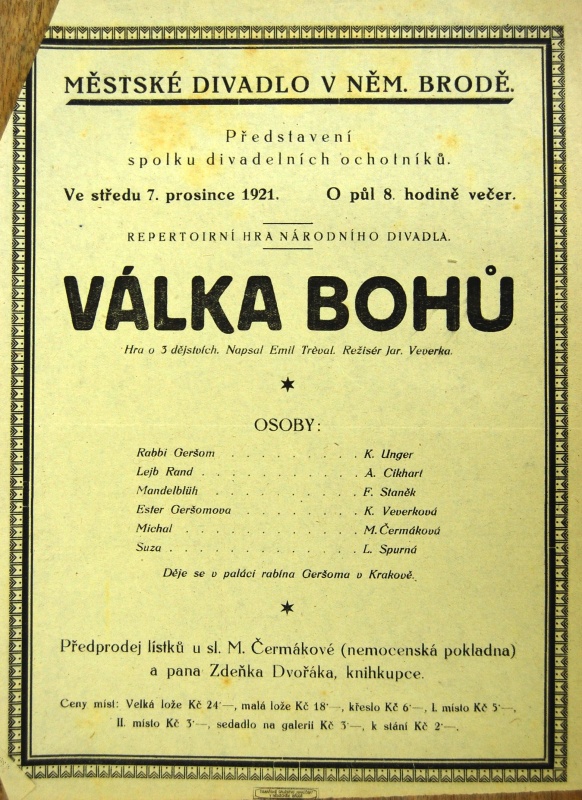 MĚSTSKÉ DIVADLO V NĚM. BRODĚ.
Představení
spolku divadelních ochotníků.
Ve středu 7. prosince 1921. O půl 8. hodině večer.
REPERTOIRNÍ HRA NÁRODNÍHO DIVADLA.
VÁLKA BOHŮ
Hra o 3 dějstvích. Napsal Emil Tréval. Režisér Jar. Veverka.
OSOBY:
Rabbi Geršom . . . . . . . . . . K. Unger
Lejb Rand . . . . . . . . . . . . A. Cikhart
Mandelblüh . . . . . . . . . . . F. Staněk
Ester Geršomova . . . . . . . . . K. Veverková
Michal . . . . . . . . . . . . . M. Čermáková
Suza . . . . . . . . . . . . . . L. Spurná
Děje se v paláci rabína Geršoma v Krakově.
Předprodej lístků u sl. M. Čermákové (nemocenská pokladna)
a pana Zdeňka Dvořáka, knihkupce.
Ceny míst: Velká lože Kč 24·—, malá lože Kč 18·—, křeslo Kč 6·—, I. místo Kč 5·—,
II. místo Kč 3·—, sedadlo na galerii Kč 3·—, k stání Kč 2·—.